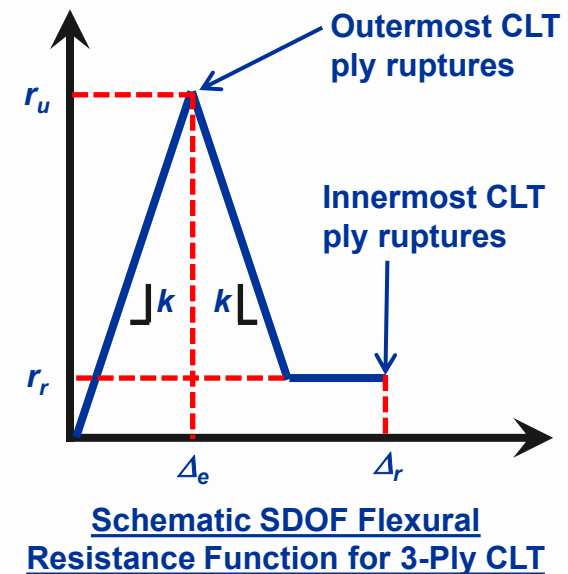 Outermost CLT
ply ruptures
r_u
Innermost CLT
ply ruptures
k k
r_r
Δ_e Δ_r
Schematic SDOF Flexural
Resistance Function for 3-Ply CLT